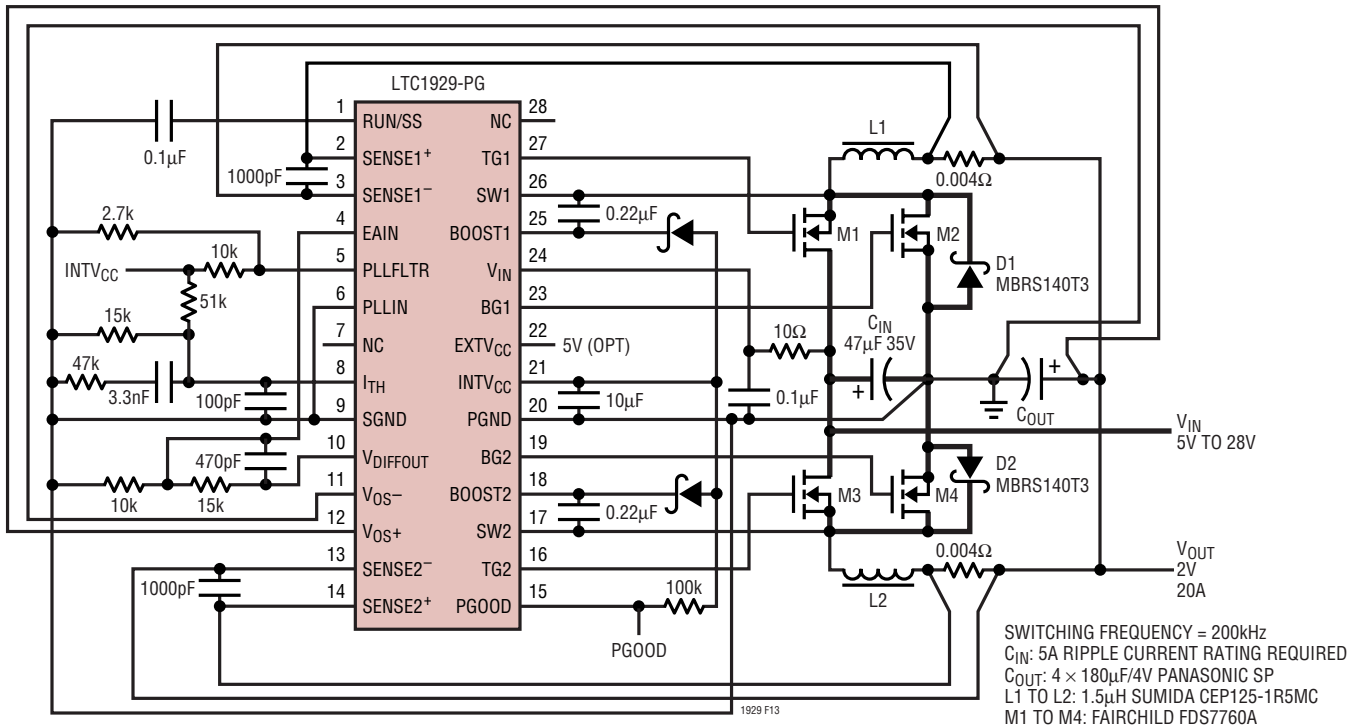 LTC1929-PG
1
RUN/SS
NC
28
0.1µF
2
SENSE1+
TG1
27
1000pF
3
SENSE1–
SW1
26
0.22µF
2.7k
4
EAIN
BOOST1
25
10k
INTVCC
5
PLLFLTR
VIN
24
51k
6
PLLIN
BG1
23
15k
7
NC
EXTVCC
22
5V (OPT)
47k
3.3nF
8
ITH
INTVCC
21
100pF
10µF
9
SGND
PGND
20
470pF
10
VDIFFOUT
BG2
19
10k
15k
11
VOS–
BOOST2
18
0.22µF
12
VOS+
SW2
17
13
SENSE2–
TG2
16
1000pF
14
SENSE2+
PGOOD
15
100k
PGOOD
L1
0.004Ω
M1
M2
D1
MBRS140T3
10Ω
CIN
47µF 35V
+
0.1µF
+
COUT
VIN
5V TO 28V
M3
M4
D2
MBRS140T3
0.004Ω
L2
VOUT
2V
20A
SWITCHING FREQUENCY = 200kHz
CIN: 5A RIPPLE CURRENT RATING REQUIRED
COUT: 4 × 180µF/4V PANASONIC SP
L1 TO L2: 1.5µH SUMIDA CEP125-1R5MC
M1 TO M4: FAIRCHILD FDS7760A
1929 F13